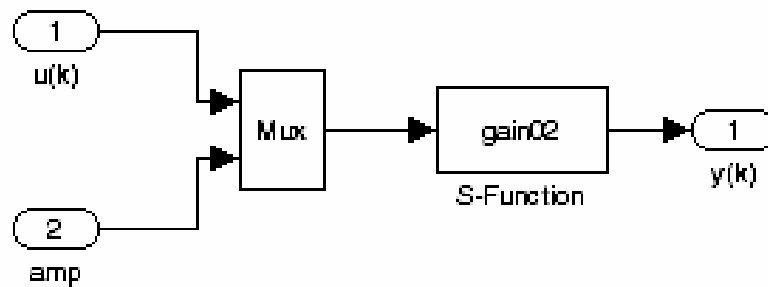 1
u(k)
Mux
gain02
S-Function
1
y(k)
2
amp